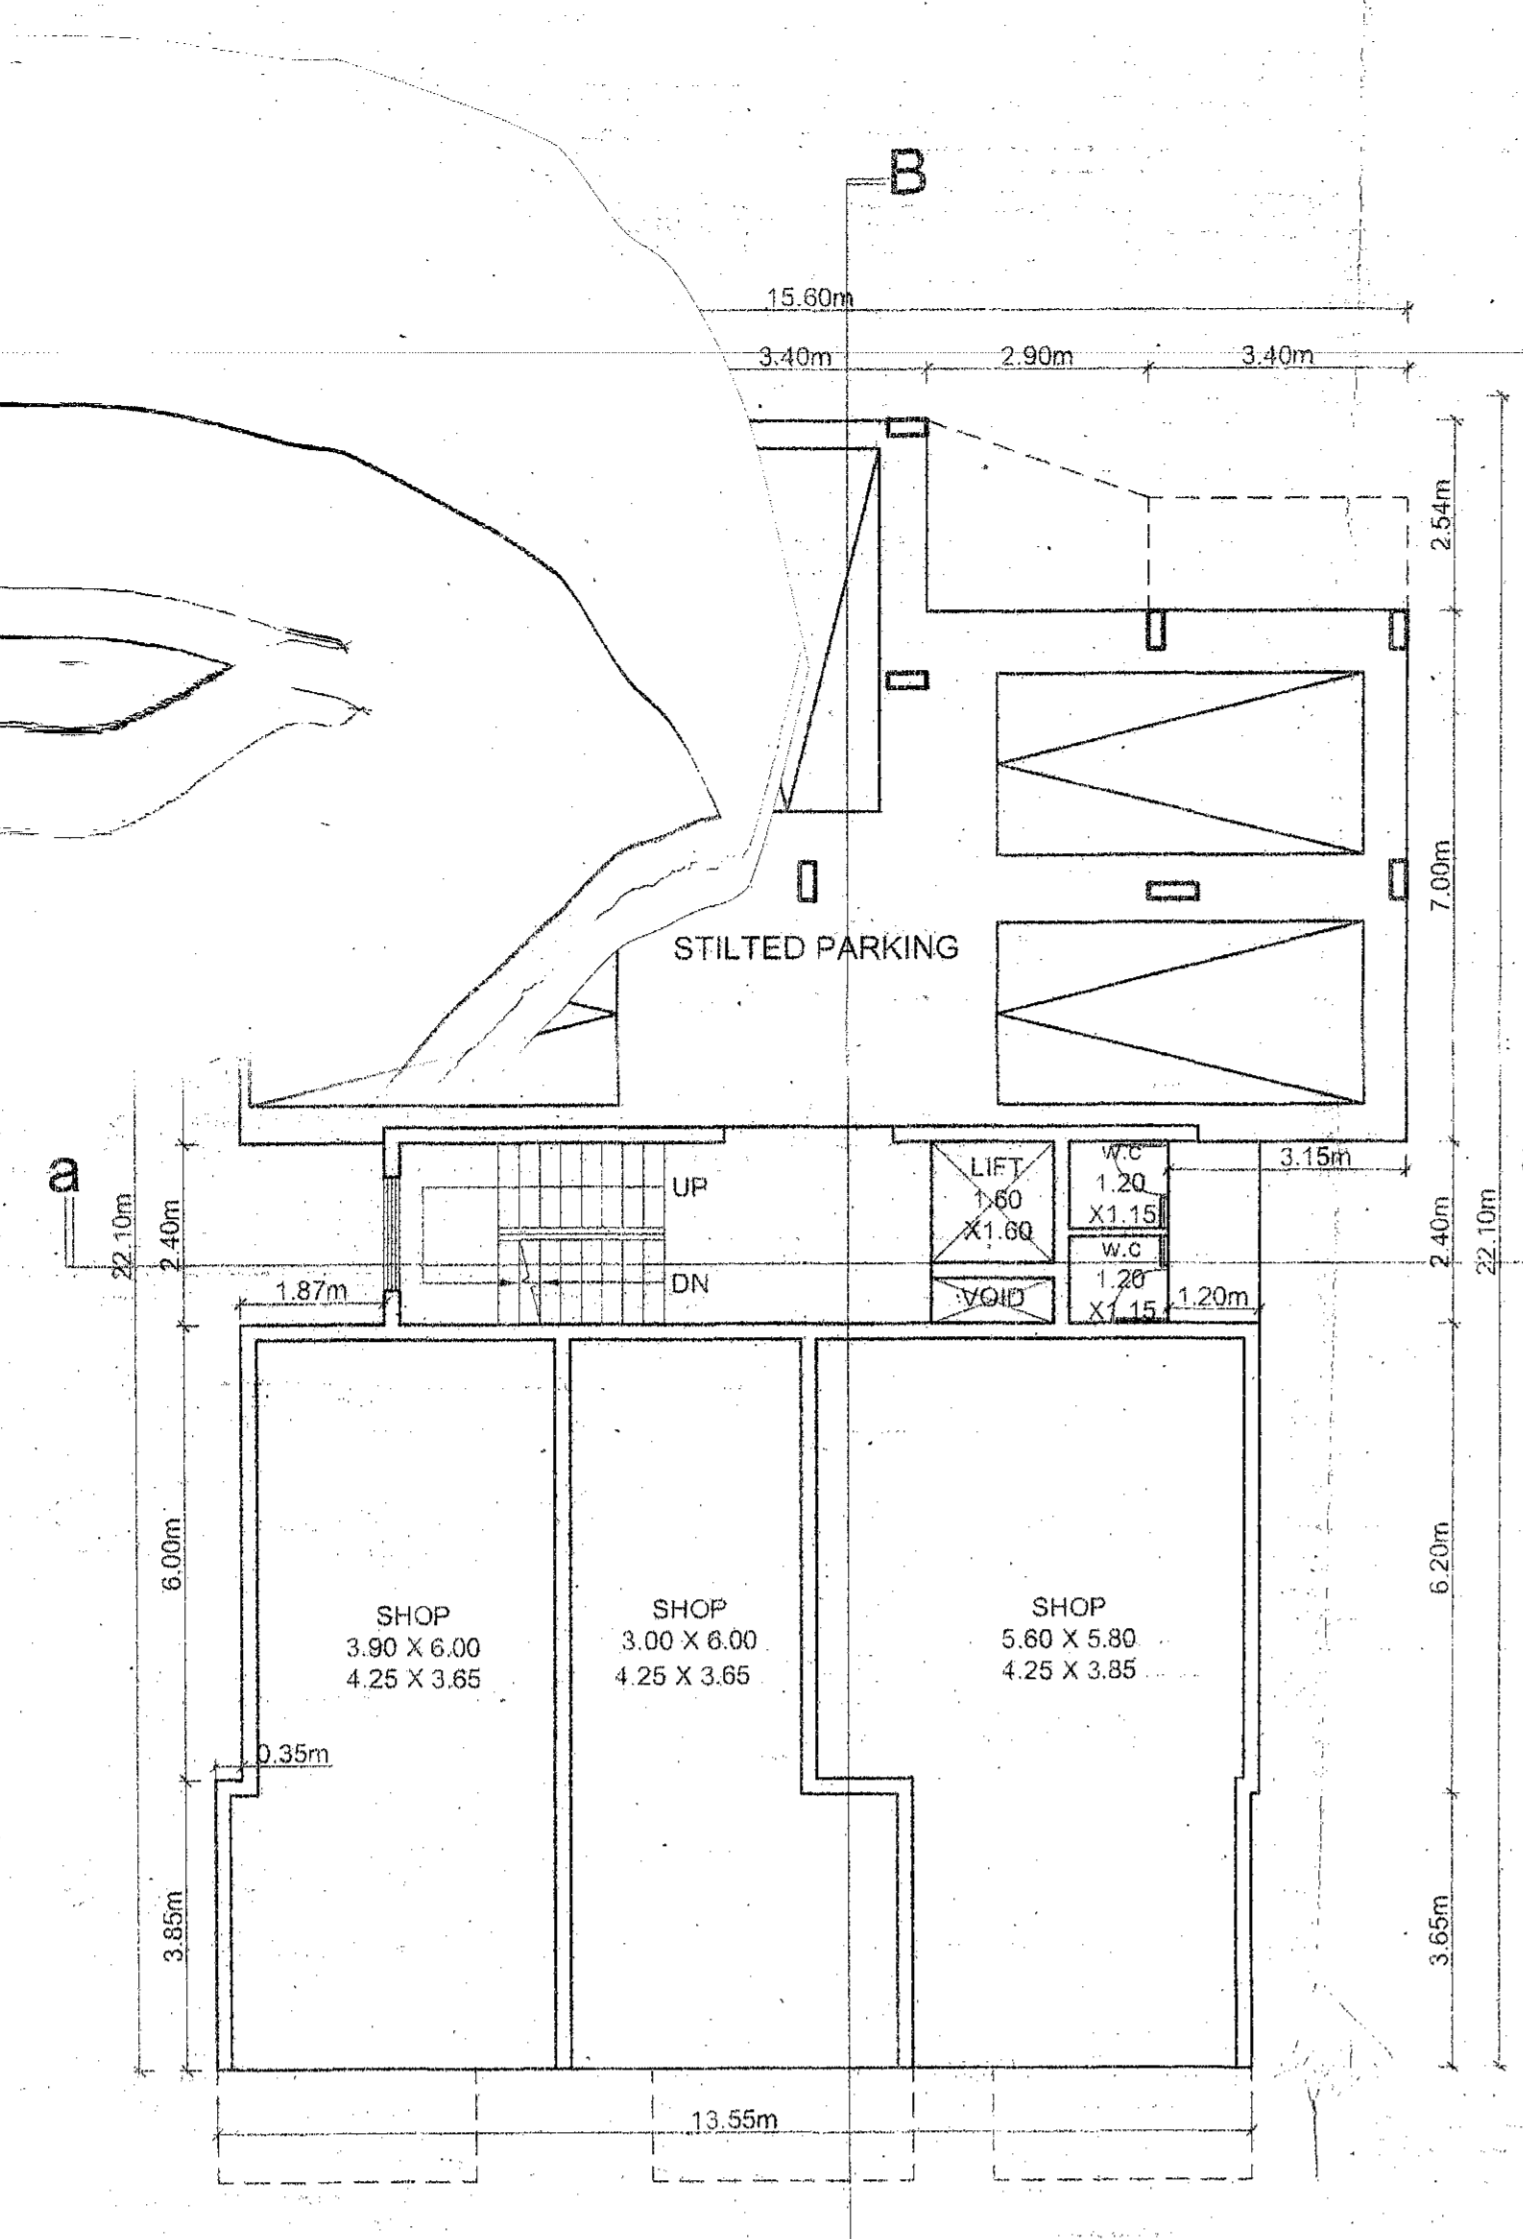 B
15.60m
3.40m
2.90m
3.40m
2.54m
7.00m
STILTED PARKING
a
22.10m
2.40m
1.87m
UP
DN
LIFT
1.60
X1.60
VOID
W.C
1.20
X1.15
W.C
1.20
X1.15
3.15m
1.20m
2.40m
22.10m
6.00m
6.20m
SHOP
3.90 X 6.00
4.25 X 3.65
SHOP
3.00 X 6.00
4.25 X 3.65
SHOP
5.60 X 5.80
4.25 X 3.85
0.35m
3.85m
3.65m
13.55m